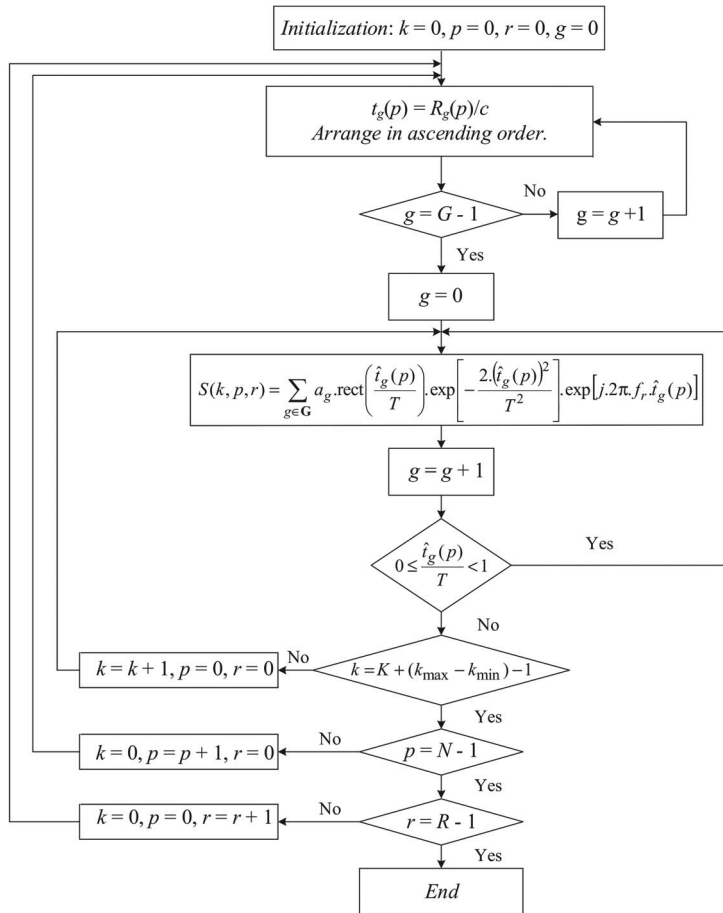 Initialization: k = 0, p = 0, r = 0, g = 0
t_g(p) = R_g(p)/c
Arrange in ascending order.
g = G - 1
No
g = g +1
Yes
g = 0
S(k, p, r) = ∑_{g∈G} a_g.rect(t̂_g(p)/T).exp[-2.(t̂_g(p))²/T²].exp[j.2π.f_r.t̂_g(p)]
g = g + 1
0 ≤ t̂_g(p)/T < 1
Yes
No
k = K + (k_max − k_min) − 1
No
k = k + 1, p = 0, r = 0
Yes
p = N - 1
No
k = 0, p = p + 1, r = 0
Yes
r = R - 1
No
k = 0, p = 0, r = r + 1
Yes
End